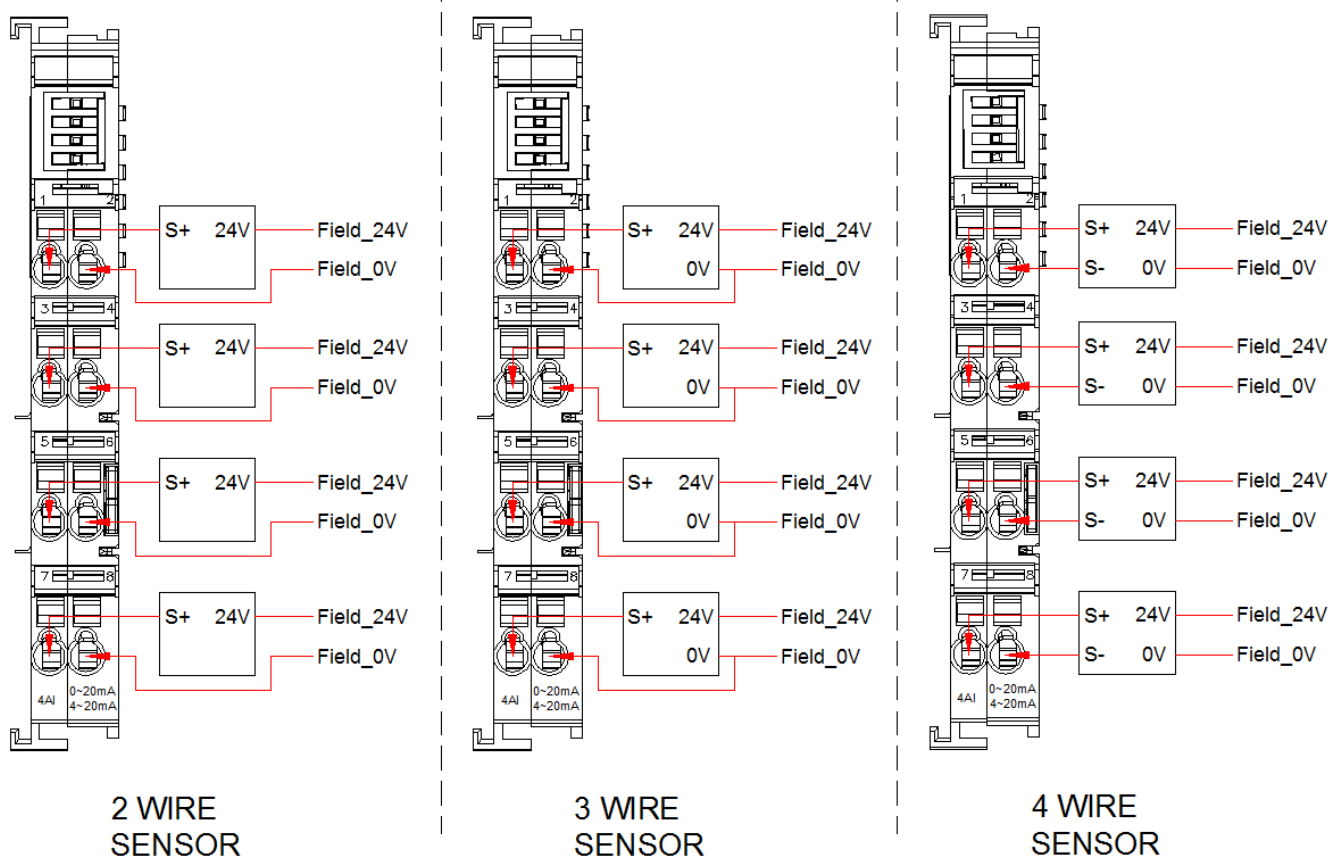 1 2
S+ 24V Field_24V
Field_0V
3 4
S+ 24V Field_24V
Field_0V
5 6
S+ 24V Field_24V
Field_0V
7 8
S+ 24V Field_24V
Field_0V
4AI 0~20mA
4~20mA
2 WIRE
SENSOR
1 2
S+ 24V Field_24V
0V Field_0V
3 4
S+ 24V Field_24V
0V Field_0V
5 6
S+ 24V Field_24V
0V Field_0V
7 8
S+ 24V Field_24V
0V Field_0V
4AI 0~20mA
4~20mA
3 WIRE
SENSOR
1 2
S+ 24V Field_24V
S- 0V Field_0V
3 4
S+ 24V Field_24V
S- 0V Field_0V
5 6
S+ 24V Field_24V
S- 0V Field_0V
7 8
S+ 24V Field_24V
S- 0V Field_0V
4AI 0~20mA
4~20mA
4 WIRE
SENSOR